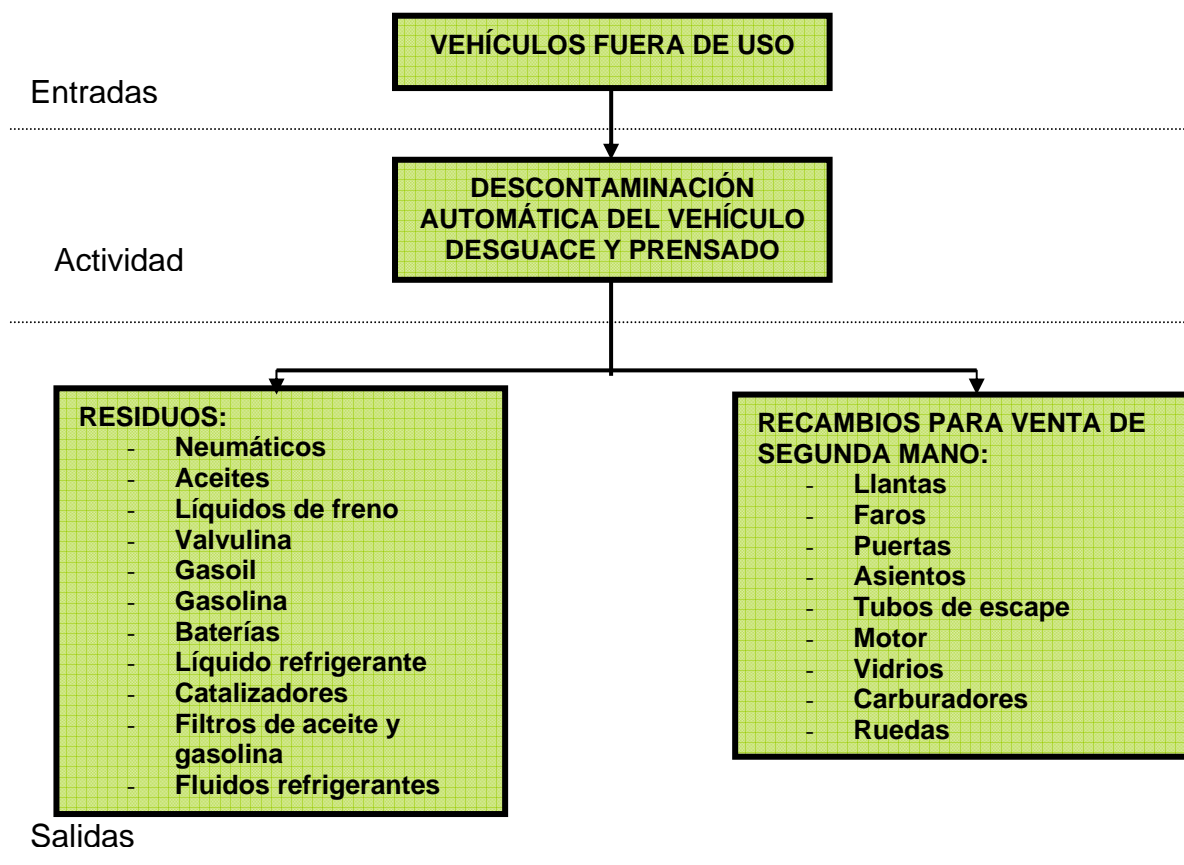 VEHÍCULOS FUERA DE USO
Entradas
DESCONTAMINACIÓN
AUTOMÁTICA DEL VEHÍCULO
DESGUACE Y PRENSADO
Actividad
RESIDUOS:
- Neumáticos
- Aceites
- Líquidos de freno
- Valvulina
- Gasoil
- Gasolina
- Baterías
- Líquido refrigerante
- Catalizadores
- Filtros de aceite y
gasolina
- Fluidos refrigerantes
RECAMBIOS PARA VENTA DE
SEGUNDA MANO:
- Llantas
- Faros
- Puertas
- Asientos
- Tubos de escape
- Motor
- Vidrios
- Carburadores
- Ruedas
Salidas